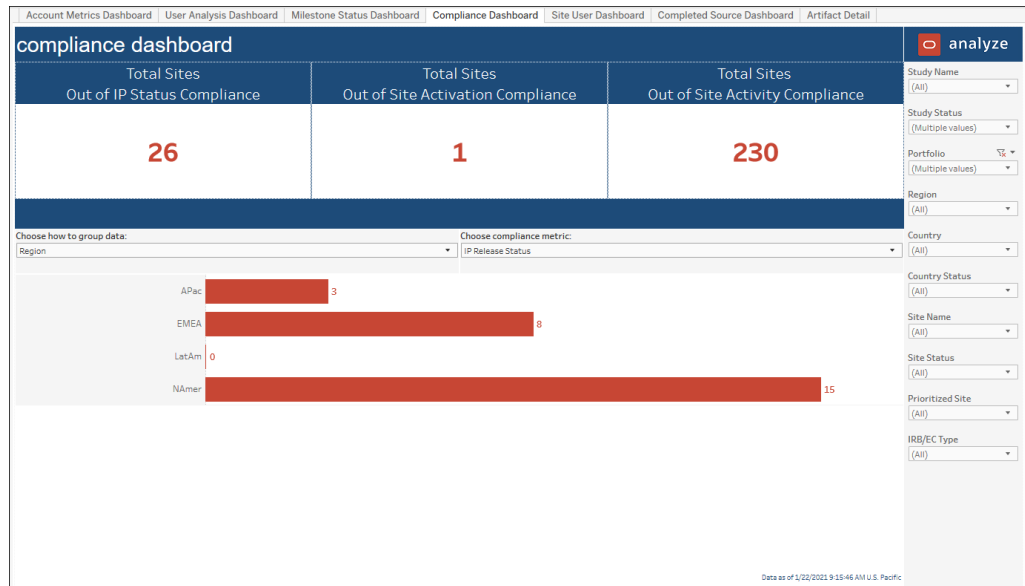 Account Metrics Dashboard
User Analysis Dashboard
Milestone Status Dashboard
Compliance Dashboard
Site User Dashboard
Completed Source Dashboard
Artifact Detail
compliance dashboard
analyze
Total Sites
Out of IP Status Compliance
Total Sites
Out of Site Activation Compliance
Total Sites
Out of Site Activity Compliance
26
1
230
Choose how to group data:
Region
Choose compliance metric:
IP Release Status
APac
3
EMEA
8
LatAm
0
NAmer
15
Study Name
(All)
Study Status
(Multiple values)
Portfolio
(Multiple values)
Region
(All)
Country
(All)
Country Status
(All)
Site Name
(All)
Site Status
(All)
Prioritized Site
(All)
IRB/EC Type
(All)
Data as of 1/22/2021 9:15:46 AM U.S. Pacific